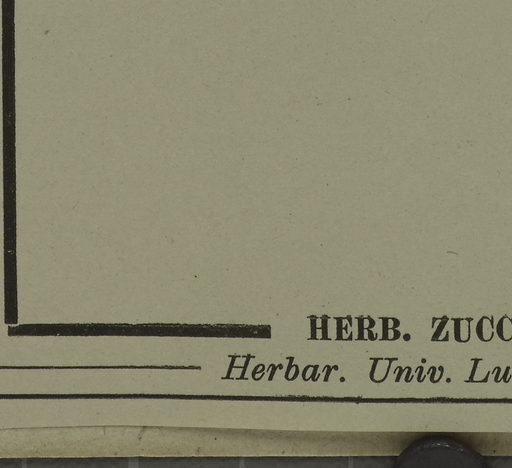 HERB. ZUCC
Herbar. Univ. Lu